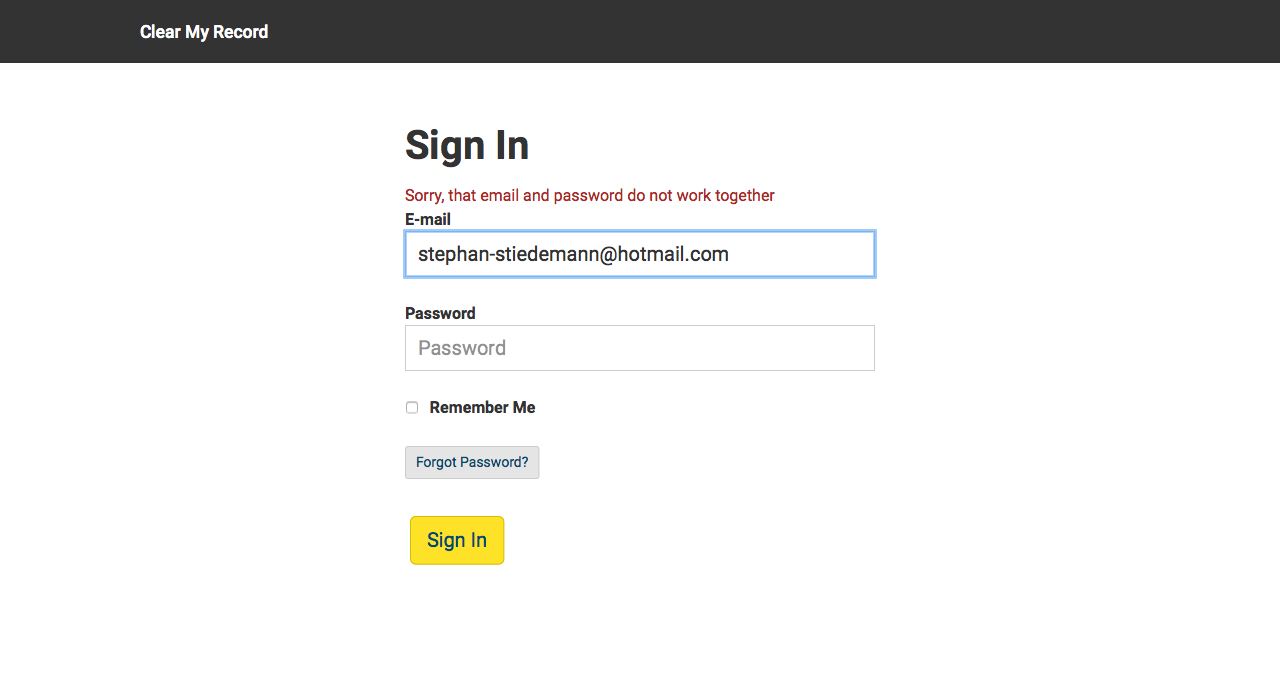 Clear My Record
Sign In
Sorry, that email and password do not work together
E-mail
stephan-stiedemann@hotmail.com
Password
Password
Remember Me
Forgot Password?
Sign In